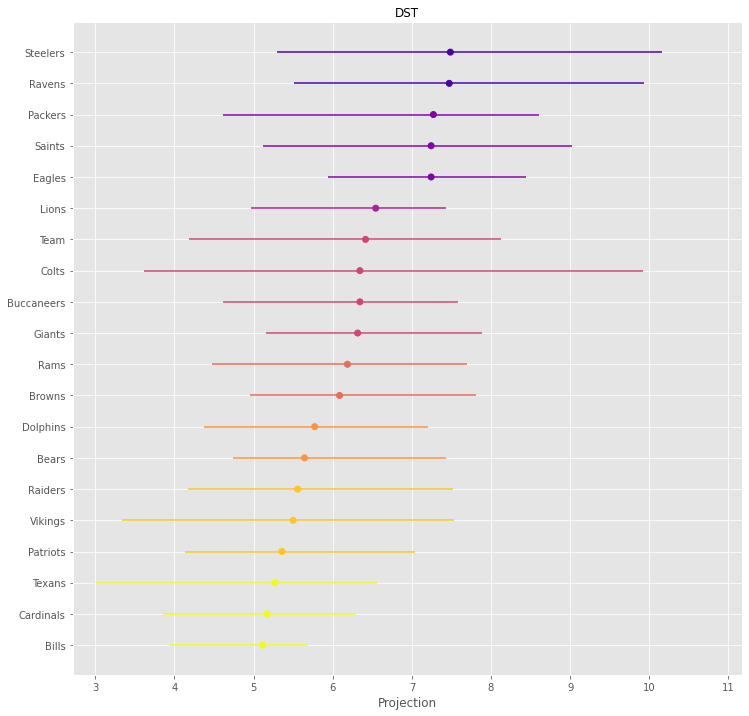 DST
Steelers
Ravens
Packers
Saints
Eagles
Lions
Team
Colts
Buccaneers
Giants
Rams
Browns
Dolphins
Bears
Raiders
Vikings
Patriots
Texans
Cardinals
Bills
3 4 5 6 7 8 9 10 11
Projection